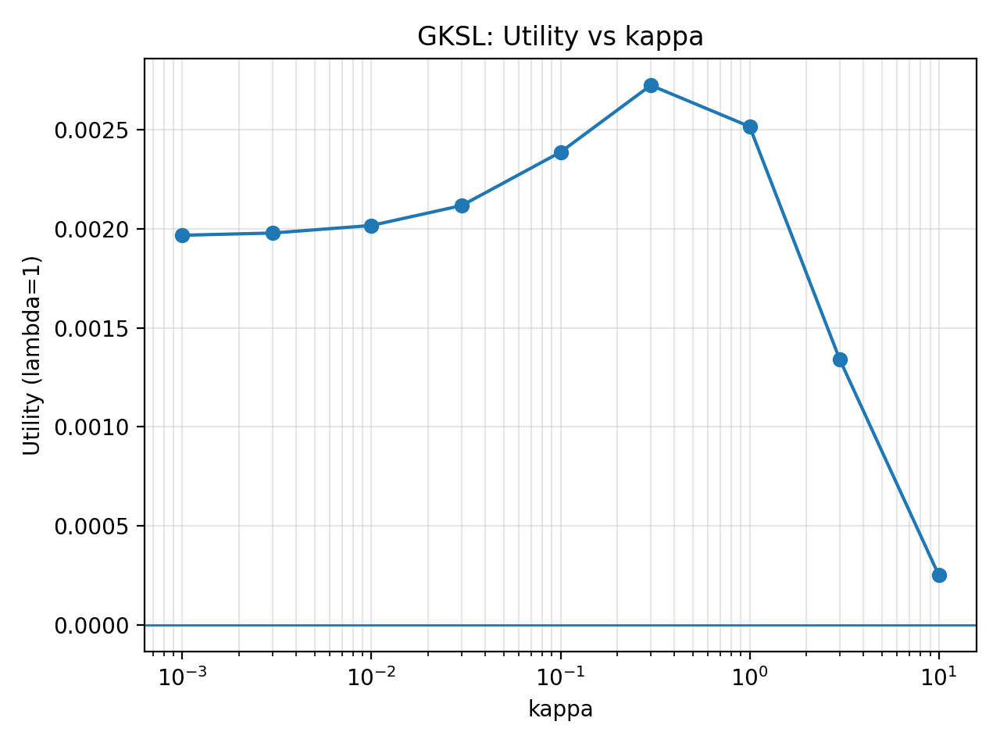 GKSL: Utility vs kappa
Utility (lambda=1)
0.0025
0.0020
0.0015
0.0010
0.0005
0.0000
10⁻³ 10⁻² 10⁻¹ 10⁰ 10¹
kappa